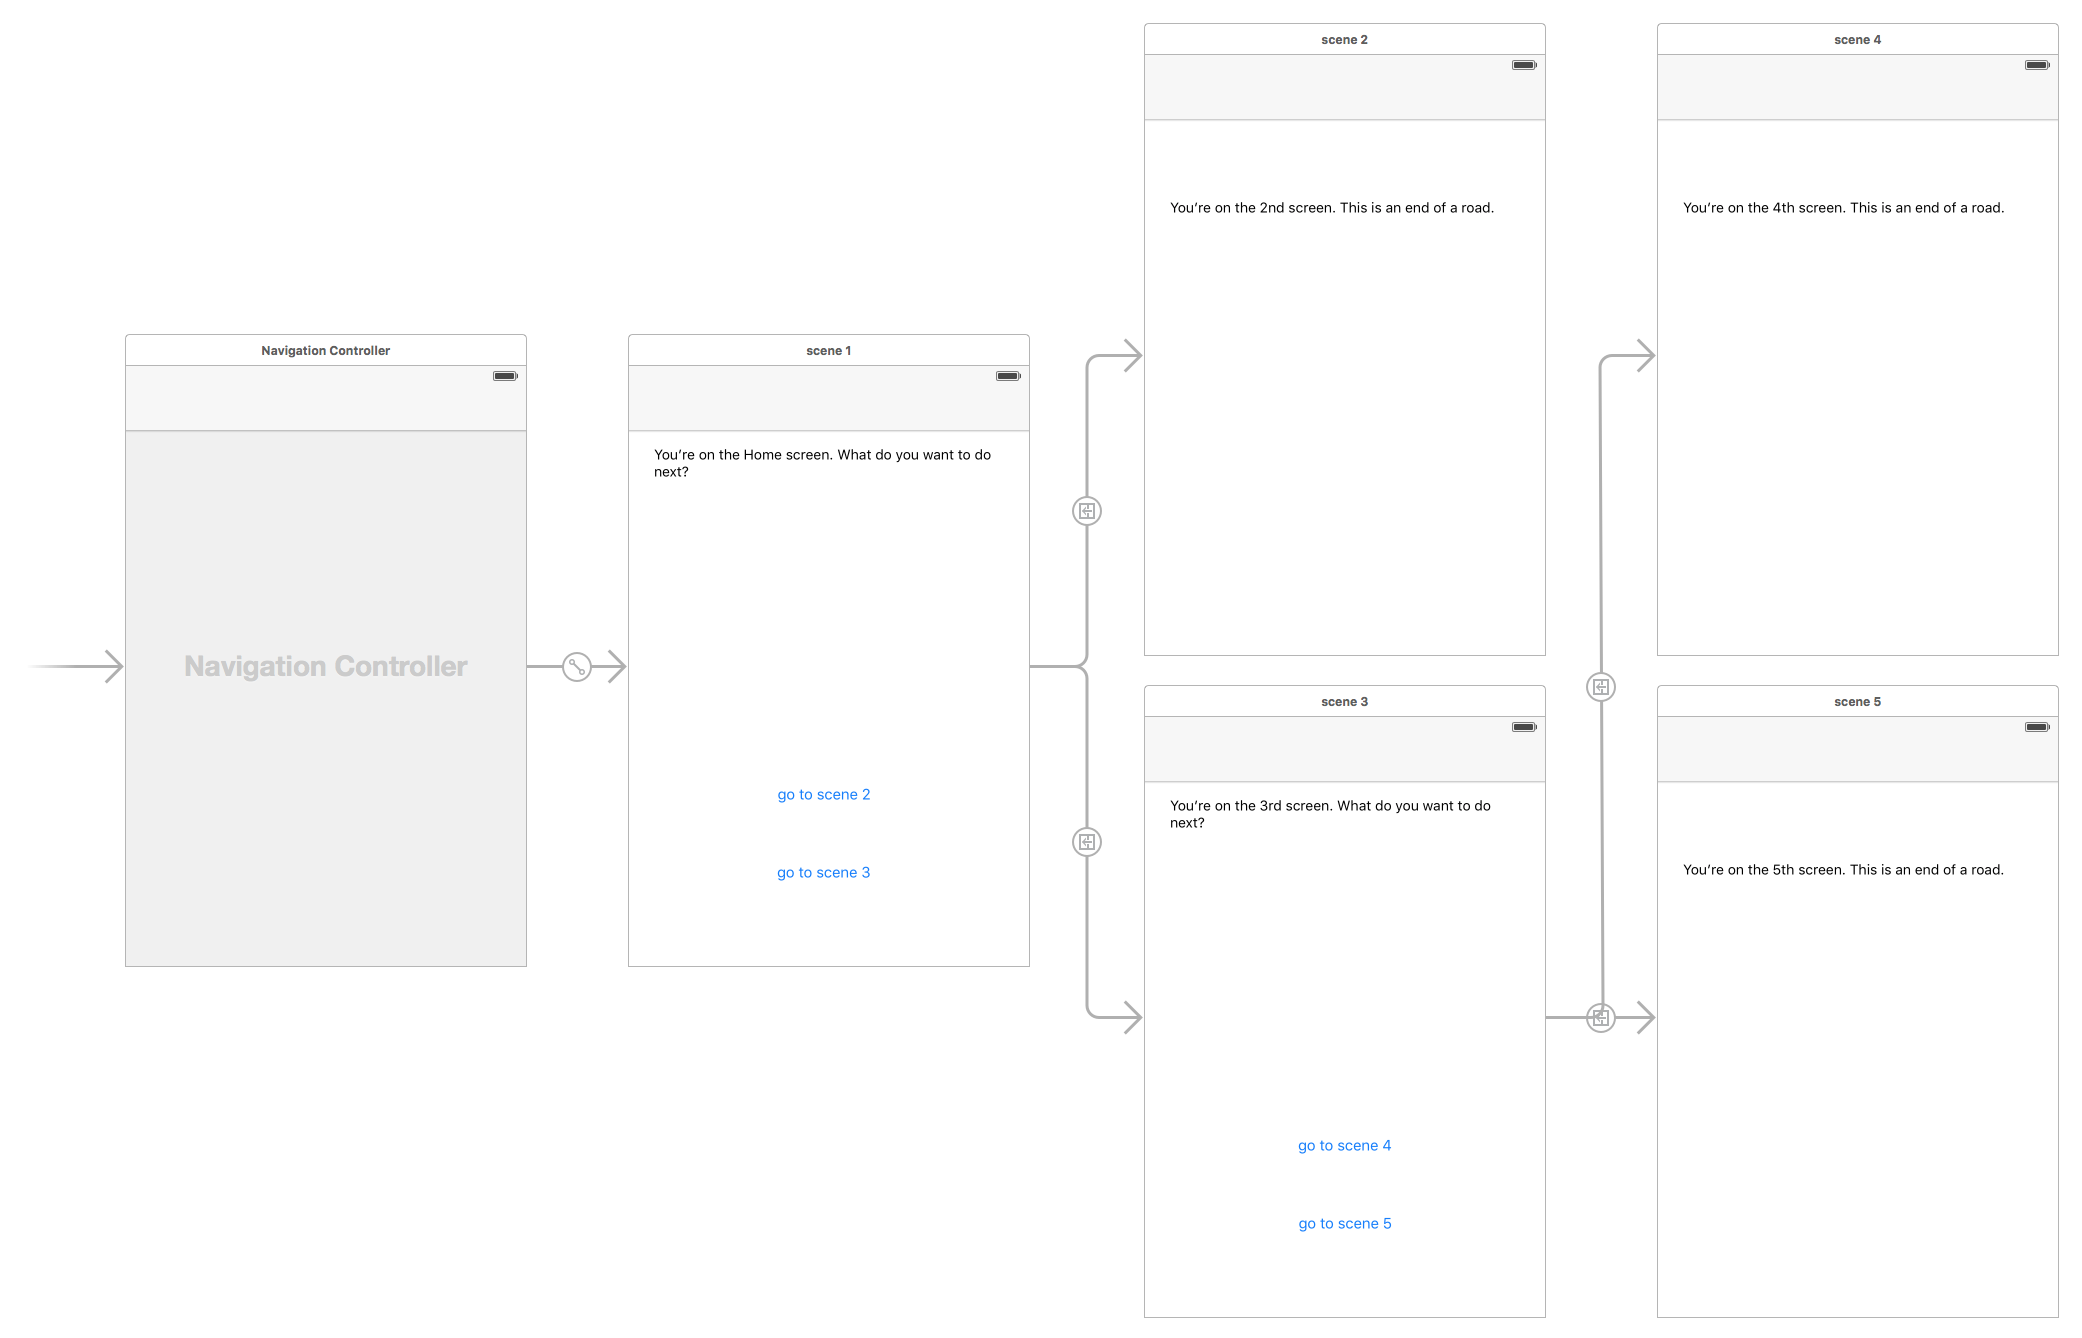 Navigation Controller
Navigation Controller
scene 1
You’re on the Home screen. What do you want to do
next?
go to scene 2
go to scene 3
scene 2
You’re on the 2nd screen. This is an end of a road.
scene 3
You’re on the 3rd screen. What do you want to do
next?
go to scene 4
go to scene 5
scene 4
You’re on the 4th screen. This is an end of a road.
scene 5
You’re on the 5th screen. This is an end of a road.